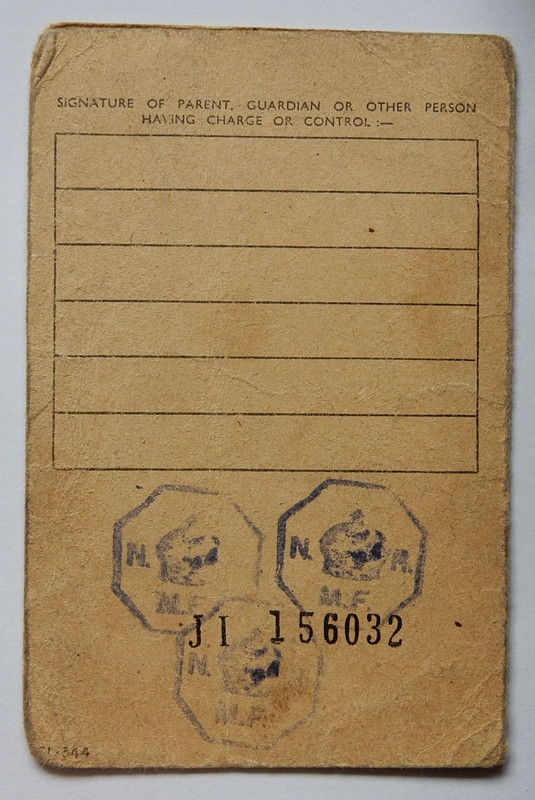 SIGNATURE OF PARENT, GUARDIAN OR OTHER PERSON
HAVING CHARGE OR CONTROL :—
N.
N. R.
M.F.
M.F.
JI 156032
N.
M.F.